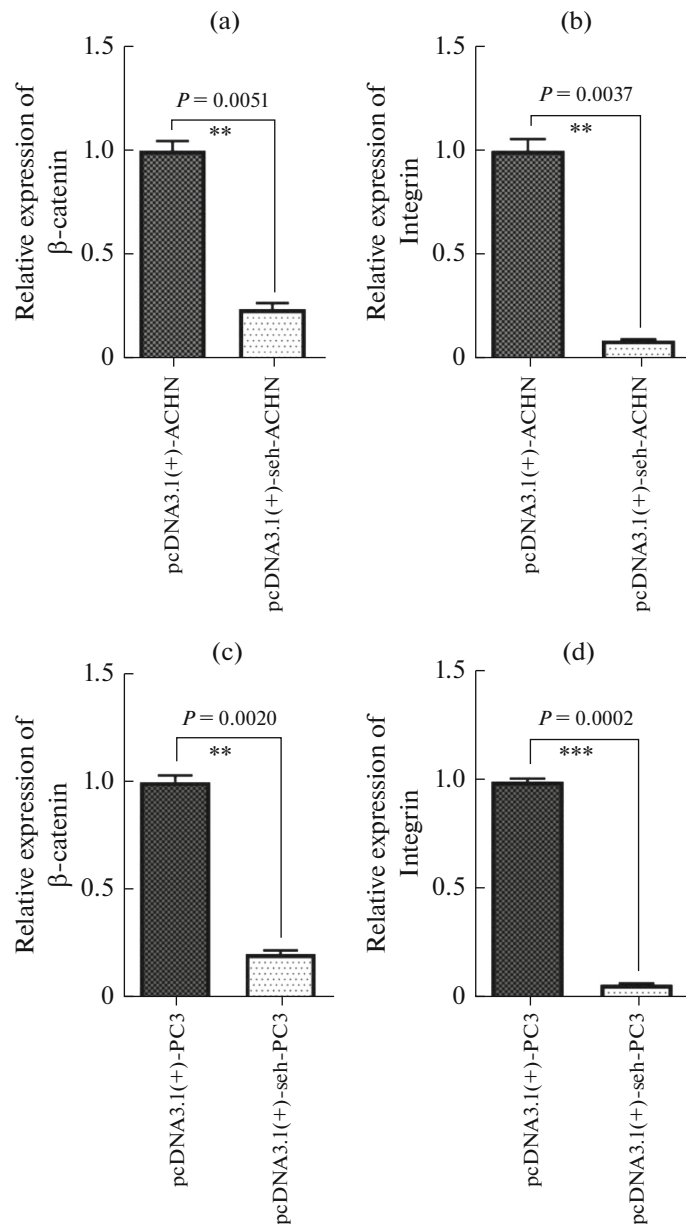 (a)
Relative expression of
β-catenin
1.5
1.0
0.5
0
P = 0.0051
**
pcDNA3.1(+)-ACHN
pcDNA3.1(+)-seh-ACHN
(b)
Relative expression of
Integrin
1.5
1.0
0.5
0
P = 0.0037
**
pcDNA3.1(+)-ACHN
pcDNA3.1(+)-seh-ACHN
(c)
Relative expression of
β-catenin
1.5
1.0
0.5
0
P = 0.0020
**
pcDNA3.1(+)-PC3
pcDNA3.1(+)-seh-PC3
(d)
Relative expression of
Integrin
1.5
1.0
0.5
0
P = 0.0002
***
pcDNA3.1(+)-PC3
pcDNA3.1(+)-seh-PC3